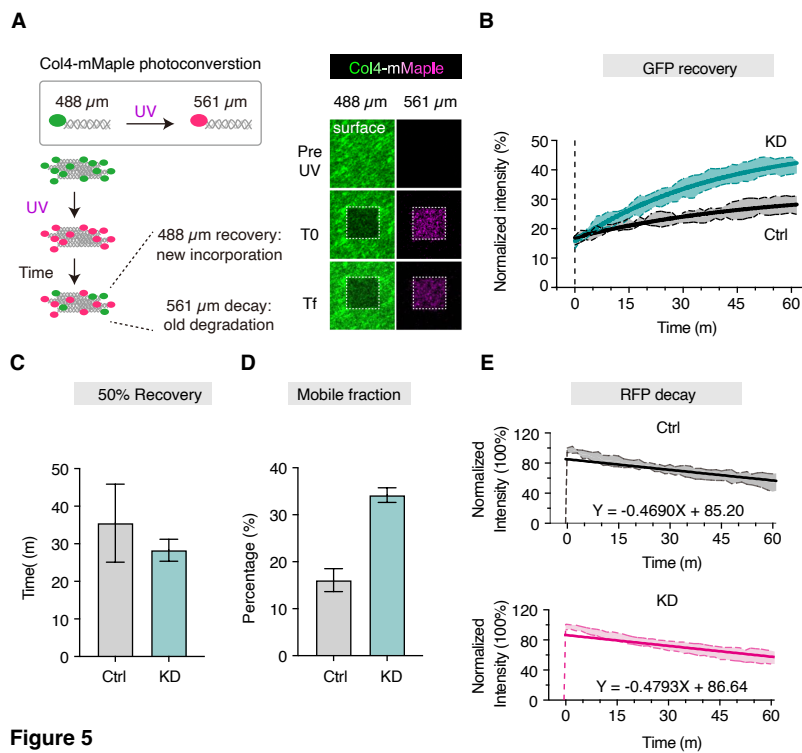 A
Col4-mMaple photoconverstion
488 µm
UV
561 µm
UV
Time
488 µm recovery:
new incorporation
561 µm decay:
old degradation
Col4-mMaple
488 µm 561 µm
surface
Pre
UV
T0
Tf
B
GFP recovery
Normalized intensity (%)
50
40
30
20
10
0
KD
Ctrl
0 15 30 45 60
Time (m)
C
50% Recovery
Time( (m)
50
40
30
20
10
0
Ctrl KD
D
Mobile fraction
Percentage (%)
40
30
20
10
0
Ctrl KD
E
RFP decay
Ctrl
Normalized
Intensity (100%)
120
80
40
0
Y = -0.4690X + 85.20
0 15 30 45 60
Time (m)
KD
Normalized
Intensity (100%)
120
80
40
0
Y = -0.4793X + 86.64
0 15 30 45 60
Time (m)
Figure 5